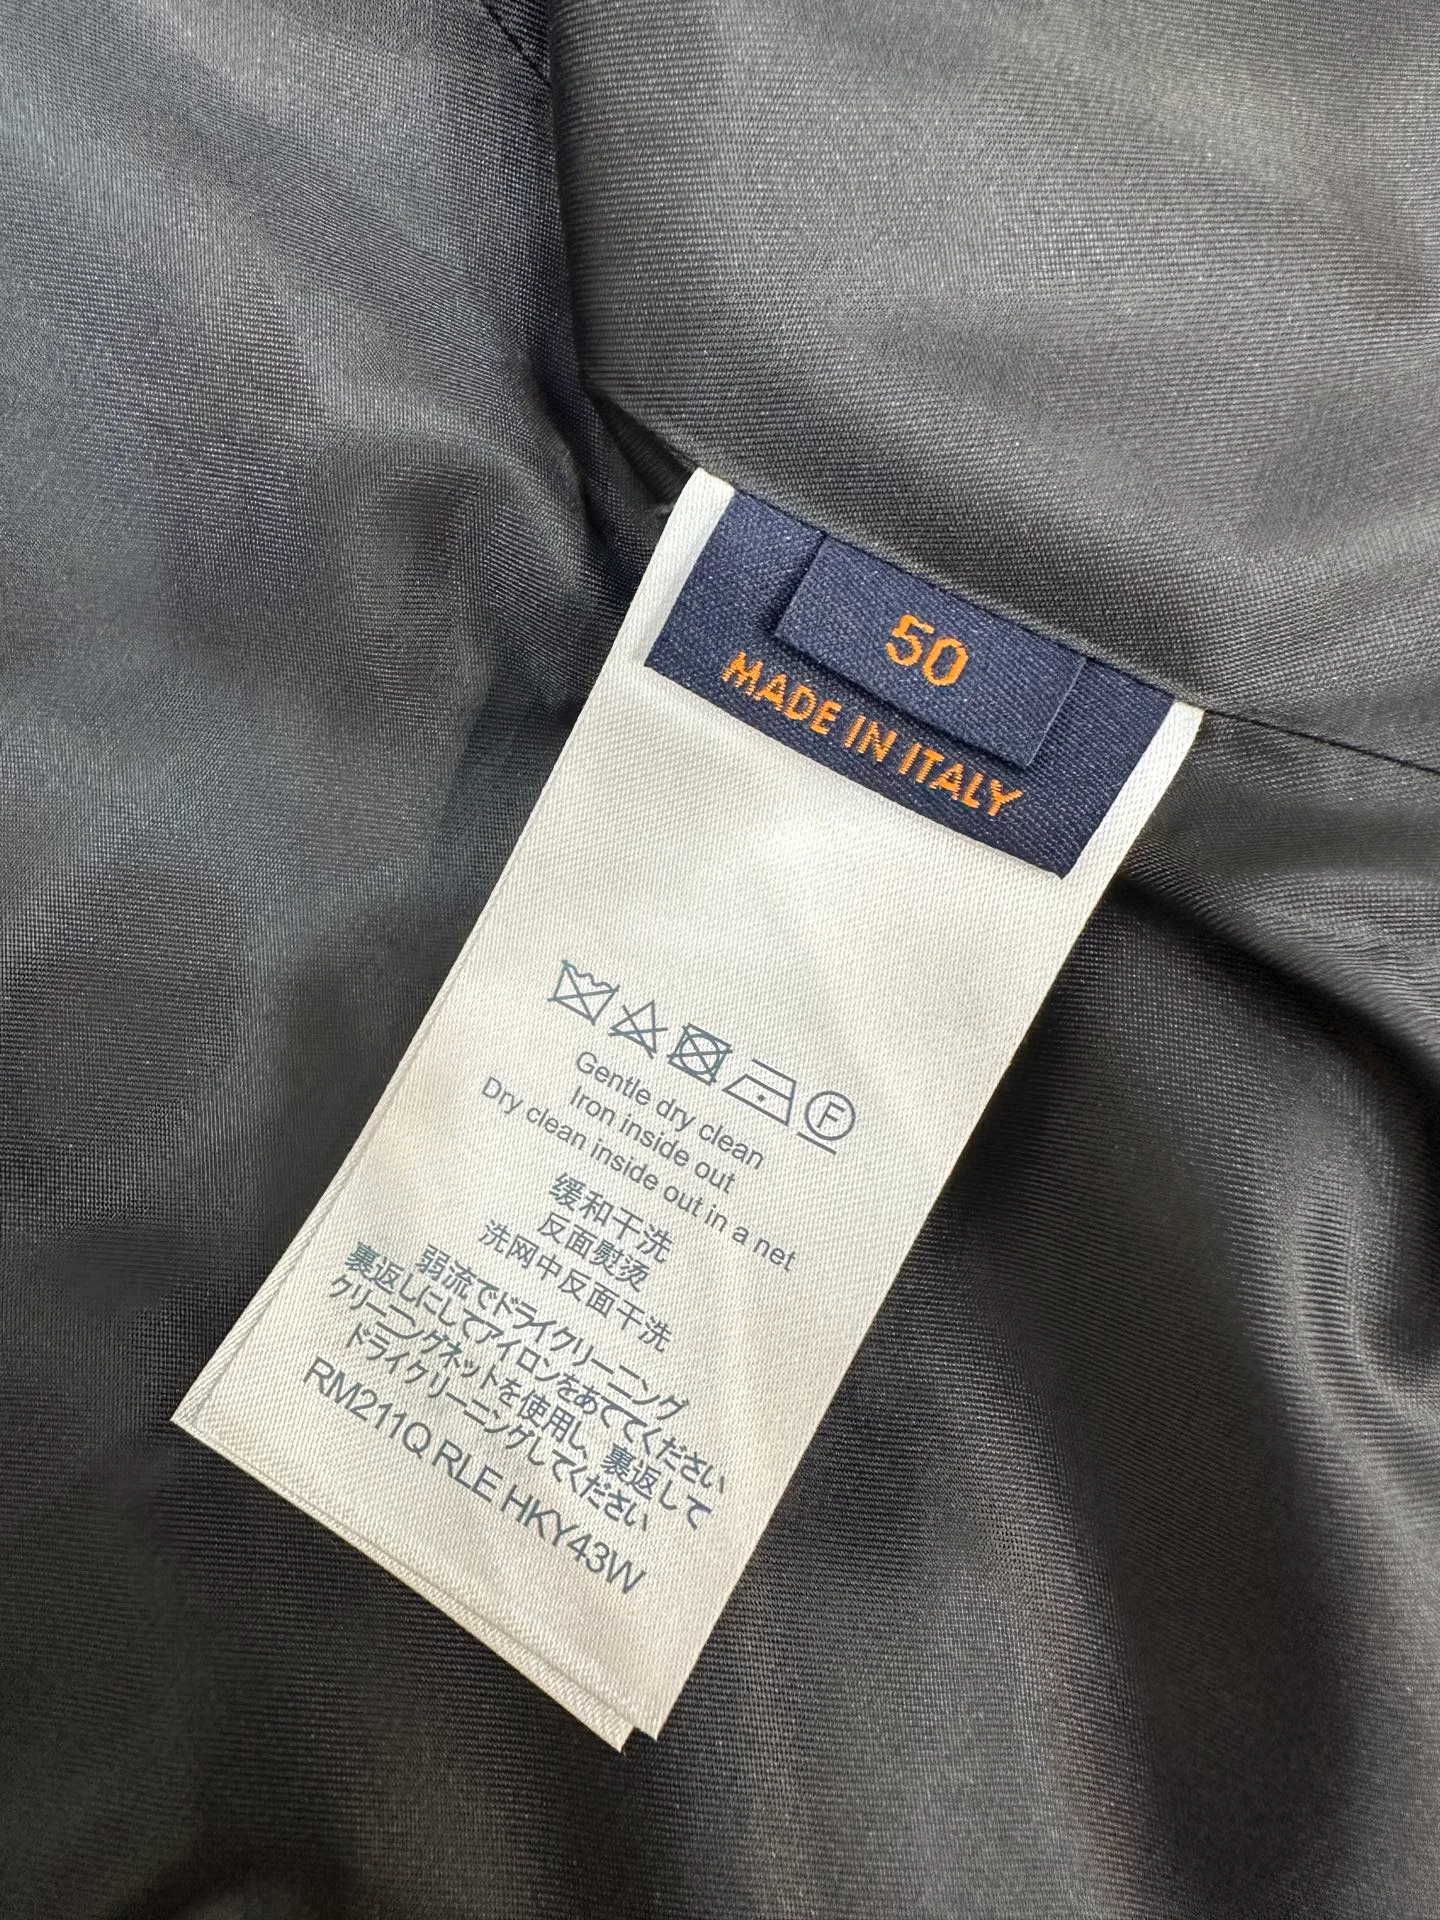 50
MADE IN ITALY
F
Gentle dry clean
Iron inside out
Dry clean inside out in a net
缓和干洗
反面熨烫
洗网中反面干洗
弱流でドライクリーニング
裏返しにしてアイロンをあててください
クリーニングネットを使用し、裏返して
ドライクリーニングしてください
RM211Q RLE HKY43W